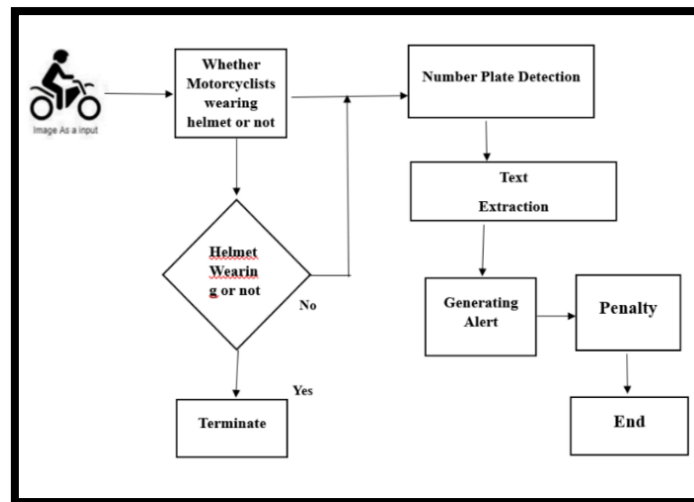 Image As a input
Whether
Motorcyclists
wearing
helmet or not
Helmet
Wearin
g or not
No
Yes
Terminate
Number Plate Detection
Text
Extraction
Generating
Alert
Penalty
End